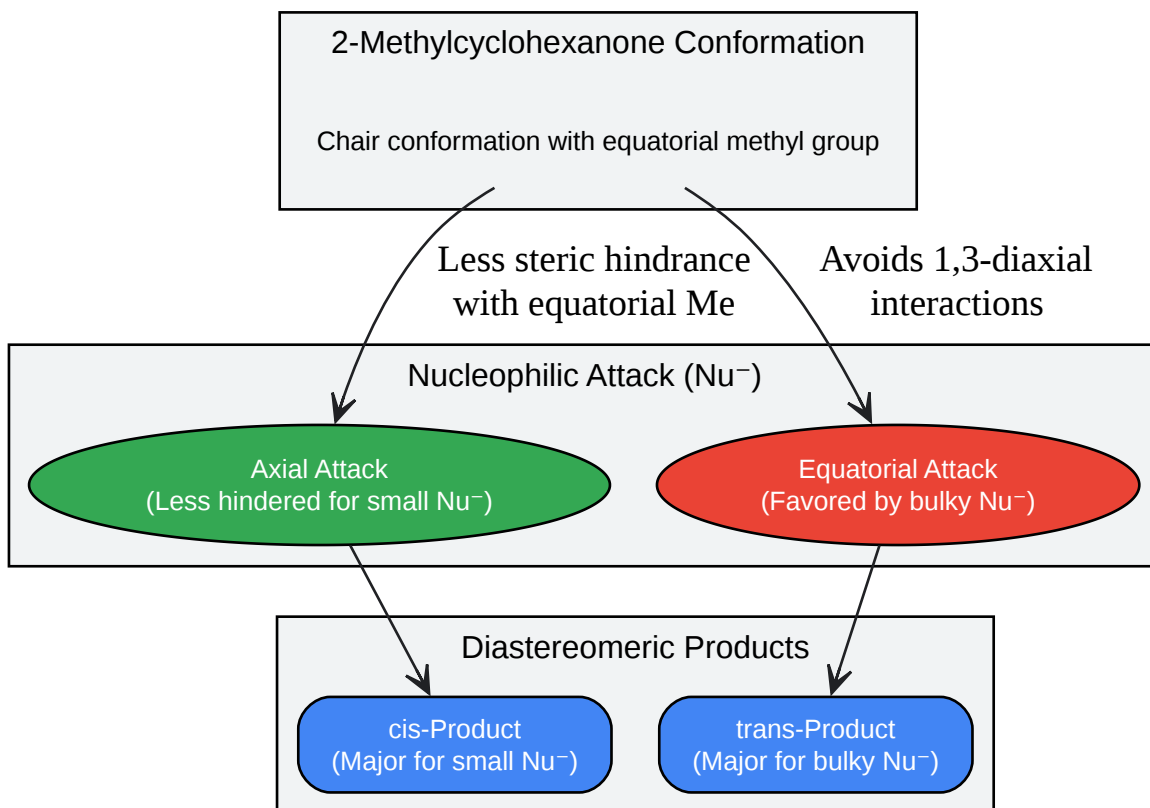 2-Methylcyclohexanone Conformation
Chair conformation with equatorial methyl group
Less steric hindrance
with equatorial Me
Avoids 1,3-diaxial
interactions
Nucleophilic Attack (Nu⁻)
Axial Attack
(Less hindered for small Nu⁻)
Equatorial Attack
(Favored by bulky Nu⁻)
Diastereomeric Products
cis-Product
(Major for small Nu⁻)
trans-Product
(Major for bulky Nu⁻)